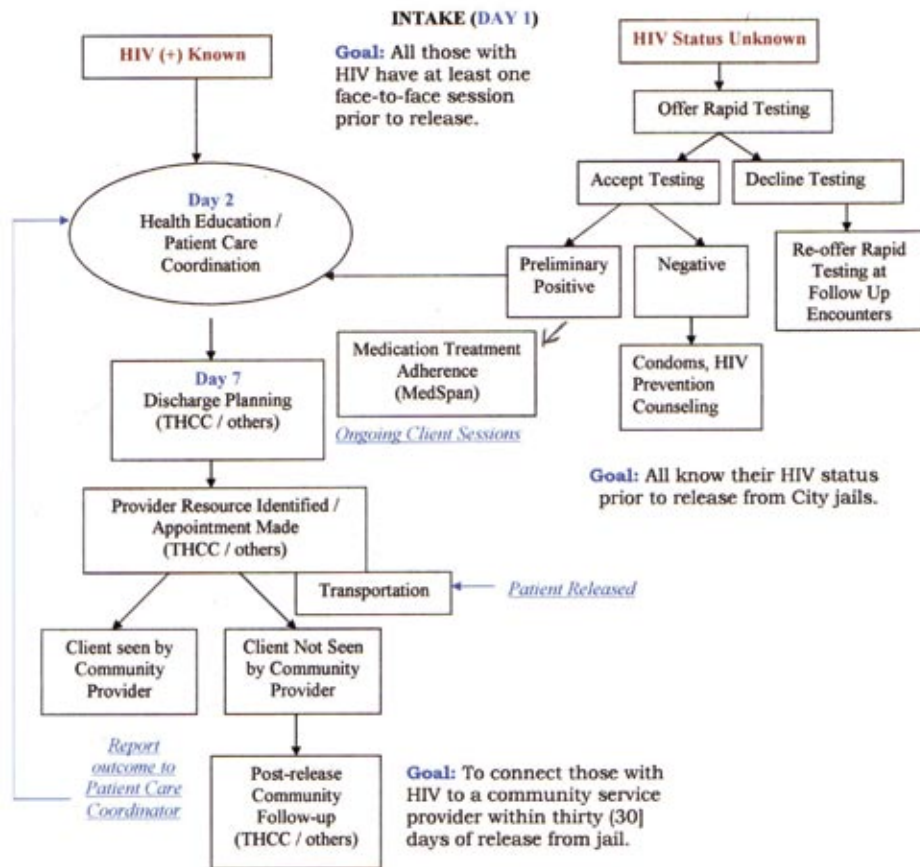 INTAKE (DAY 1)
HIV (+) Known
Goal: All those with
HIV have at least one
face-to-face session
prior to release.
HIV Status Unknown
Offer Rapid Testing
Accept Testing
Decline Testing
Day 2
Health Education /
Patient Care
Coordination
Preliminary
Positive
Negative
Re-offer Rapid
Testing at
Follow Up
Encounters
Medication Treatment
Adherence
(MedSpan)
Condoms, HIV
Prevention
Counseling
Day 7
Discharge Planning
(THCC / others)
Ongoing Client Sessions
Goal: All know their HIV status
prior to release from City jails.
Provider Resource Identified /
Appointment Made
(THCC / others)
Transportation
Patient Released
Client seen by
Community
Provider
Client Not Seen
by Community
Provider
Report
outcome to
Patient Care
Coordinator
Post-release
Community
Follow-up
(THCC / others)
Goal: To connect those with
HIV to a community service
provider within thirty (30]
days of release from jail.